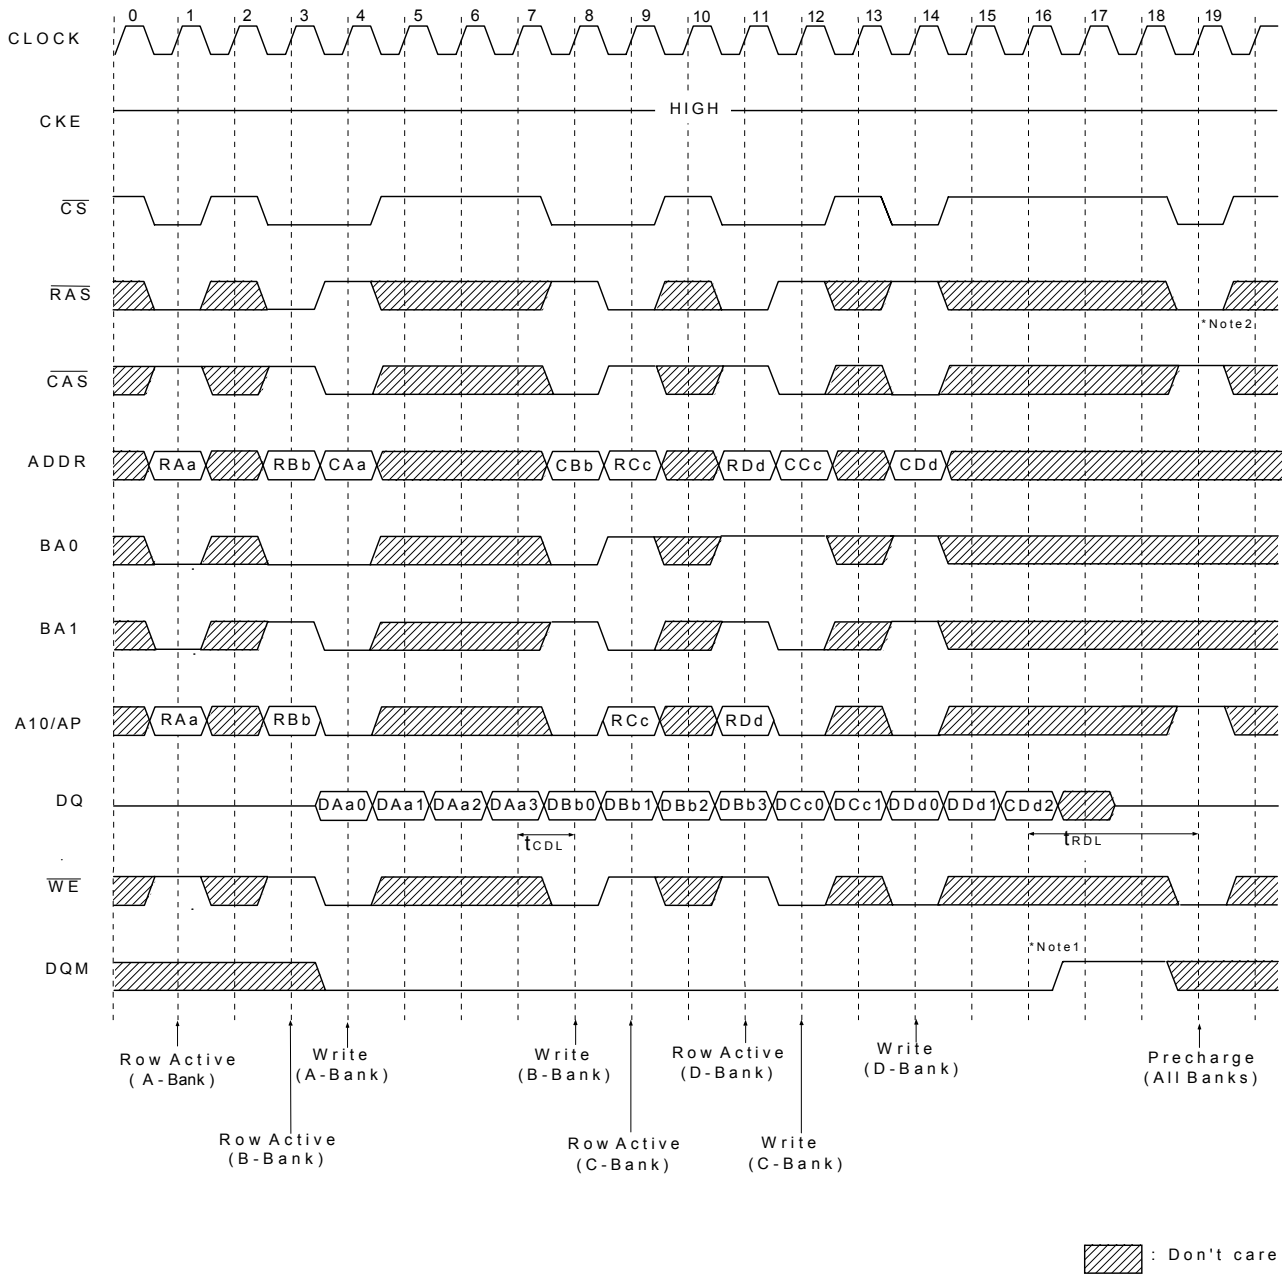 0 1 2 3 4 5 6 7 8 9 10 11 12 13 14 15 16 17 18 19
CLOCK
HIGH
CKE
CS
RAS
*Note2
CAS
ADDR RAa RBb CAa CBb RCc RDd CCc CDd
BA0
BA1
A10/AP RAa RBb RCc RDd
DQ DAa0 DAa1 DAa2 DAa3 DBb0 DBb1 DBb2 DBb3 DCc0 DCc1 DDd0 DDd1 CDd2
tCDL tRDL
WE
*Note1
DQM
Row Active
(A-Bank)
Write
(A-Bank)
Write
(B-Bank)
Row Active
(D-Bank)
Write
(D-Bank)
Precharge
(All Banks)
Row Active
(B-Bank)
Row Active
(C-Bank)
Write
(C-Bank)
: Don't care